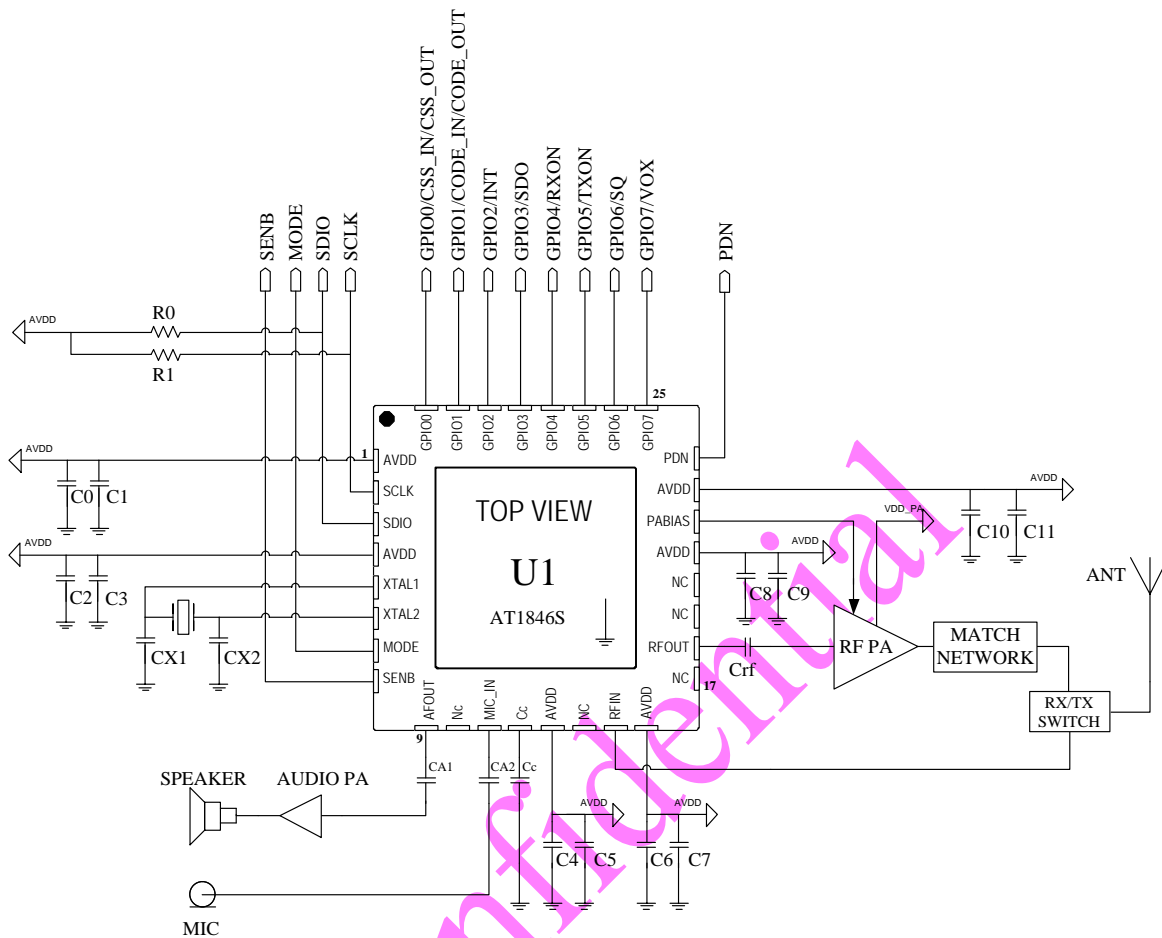 GPIO0/CSS_IN/CSS_OUT
GPIO1/CODE_IN/CODE_OUT
GPIO2/INT
GPIO3/SDO
GPIO4/RXON
GPIO5/TXON
GPIO6/SQ
GPIO7/VOX
SENB
MODE
SDIO
SCLK
PDN
AVDD
R0
R1
25
GPIO0
GPIO1
GPIO2
GPIO3
GPIO4
GPIO5
GPIO6
GPIO7
AVDD
1
AVDD
SCLK
SDIO
AVDD
XTAL1
XTAL2
MODE
SENB
C0
C1
AVDD
C2
C3
CX1
CX2
TOP VIEW
U1
AT1846S
PDN
AVDD
PABIAS
AVDD
NC
NC
RFOUT
NC
17
AVDD
C10
C11
VDD_PA
AVDD
C8
C9
Crf
RF PA
MATCH
NETWORK
RX/TX
SWITCH
ANT
AFOUT
Nc
MIC_IN
Cc
AVDD
NC
RFIN
AVDD
9
CA1
CA2
Cc
SPEAKER
AUDIO PA
AVDD
C4
C5
AVDD
C6
C7
MIC
nfidential